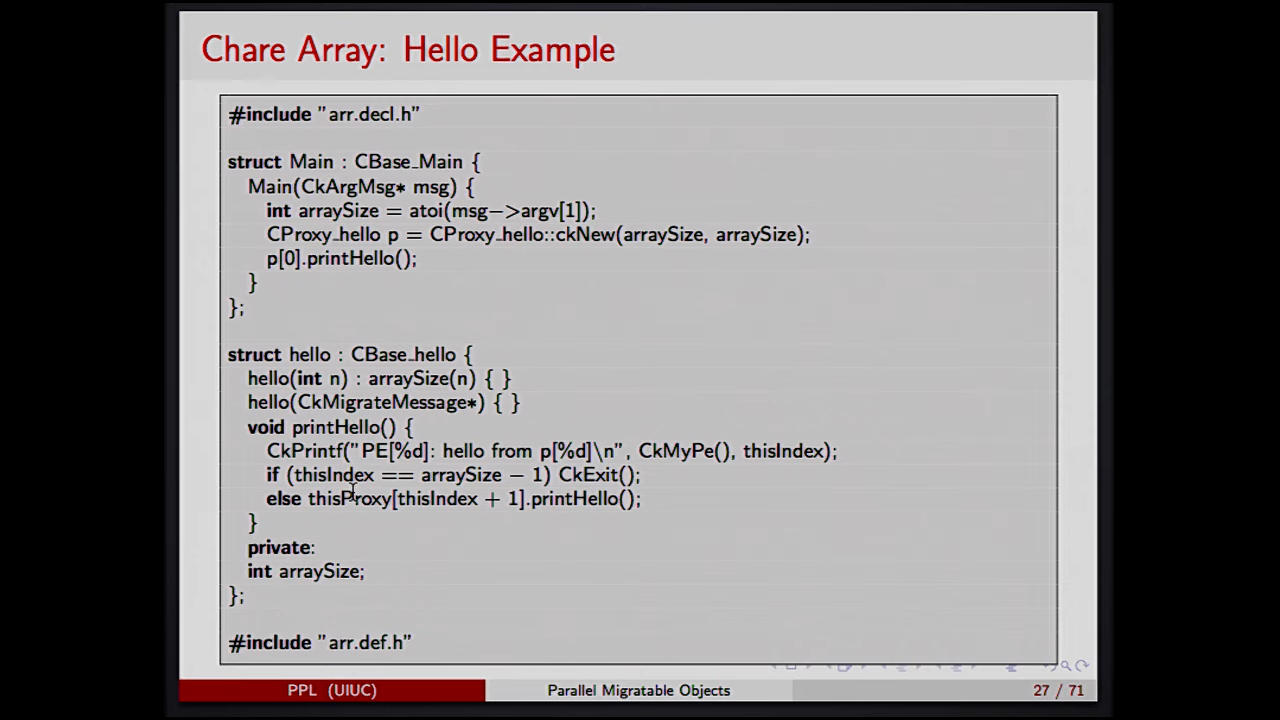 Chare Array: Hello Example
#include "arr.decl.h"
struct Main : CBase_Main {
Main(CkArgMsg* msg) {
int arraySize = atoi(msg->argv[1]);
CProxy_hello p = CProxy_hello::ckNew(arraySize, arraySize);
p[0].printHello();
}
};
struct hello : CBase_hello {
hello(int n) : arraySize(n) { }
hello(CkMigrateMessage*) { }
void printHello() {
CkPrintf("PE[%d]: hello from p[%d]\n", CkMyPe(), thisIndex);
if (thisIndex == arraySize − 1) CkExit();
else thisProxy[thisIndex + 1].printHello();
}
private:
int arraySize;
};
#include "arr.def.h"
PPL (UIUC) Parallel Migratable Objects 27 / 71